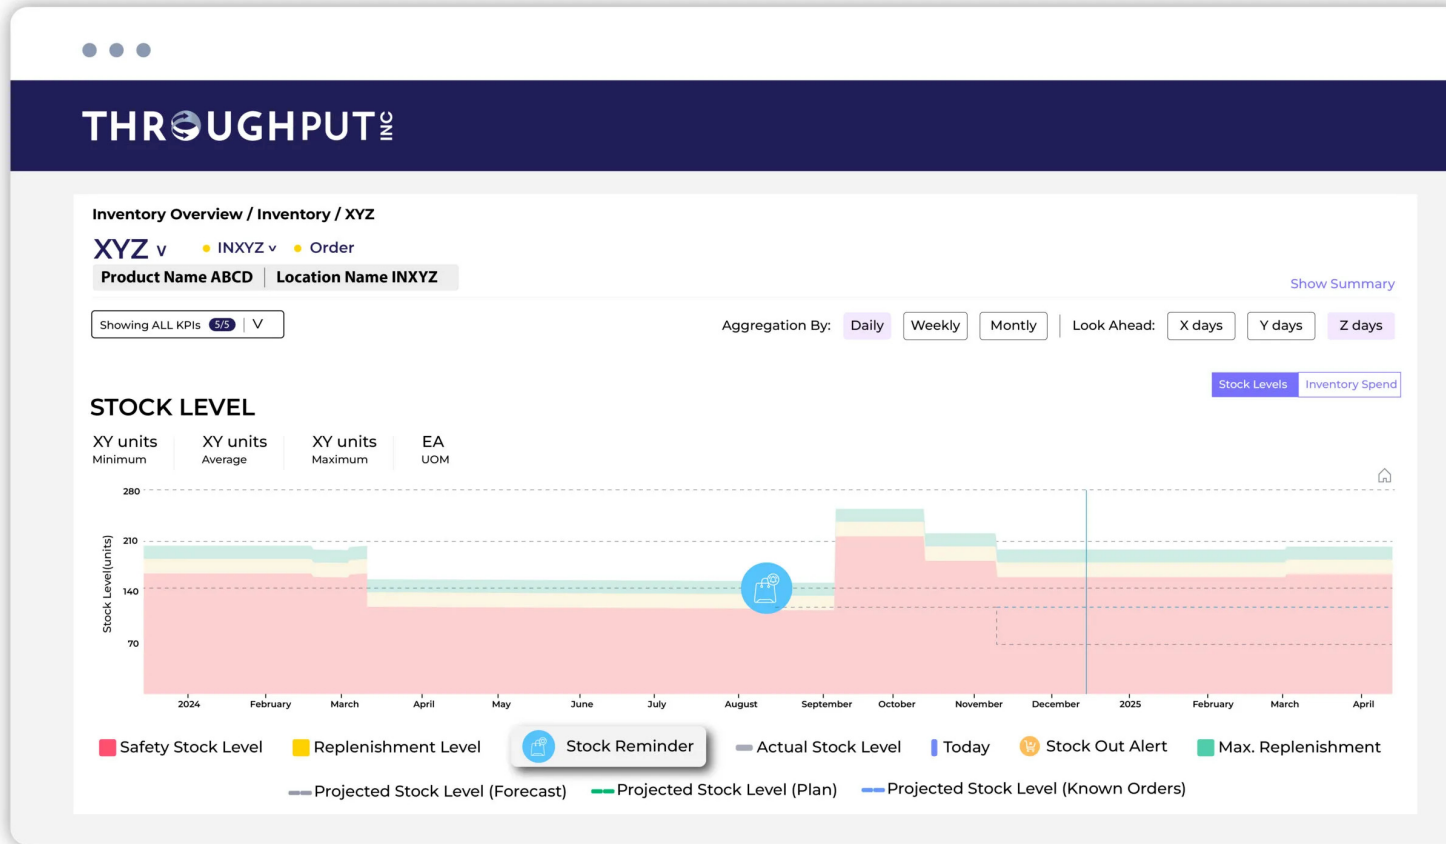 THROUGHPUT INC
Inventory Overview / Inventory / XYZ
XYZ v INXYZ v Order
Product Name ABCD Location Name INXYZ
Show Summary
Showing ALL KPIs 5/5 V
Aggregation By: Daily Weekly Montly Look Ahead: X days Y days Z days
Stock Levels Inventory Spend
STOCK LEVEL
XY units XY units XY units EA
Minimum Average Maximum UOM
280
210
140
70
Stock Level(units)
2024 February March April May June July August September October November December 2025 February March April
Safety Stock Level Replenishment Level Stock Reminder Actual Stock Level Today Stock Out Alert Max. Replenishment
Projected Stock Level (Forecast) Projected Stock Level (Plan) Projected Stock Level (Known Orders)